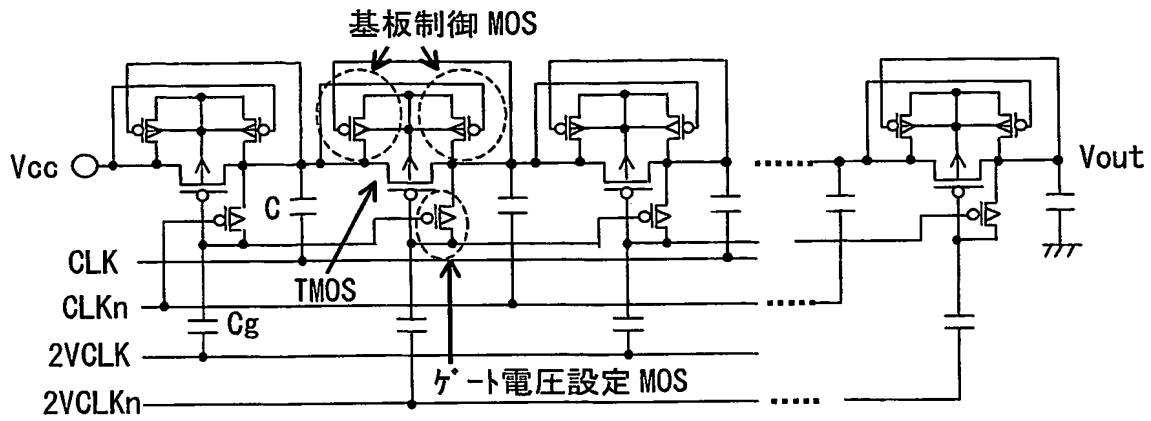 基板制御 MOS
Vcc
Vout
C
CLK
TMOS
CLKn
Cg
2VCLK
ｹﾞｰﾄ電圧設定 MOS
2VCLKn